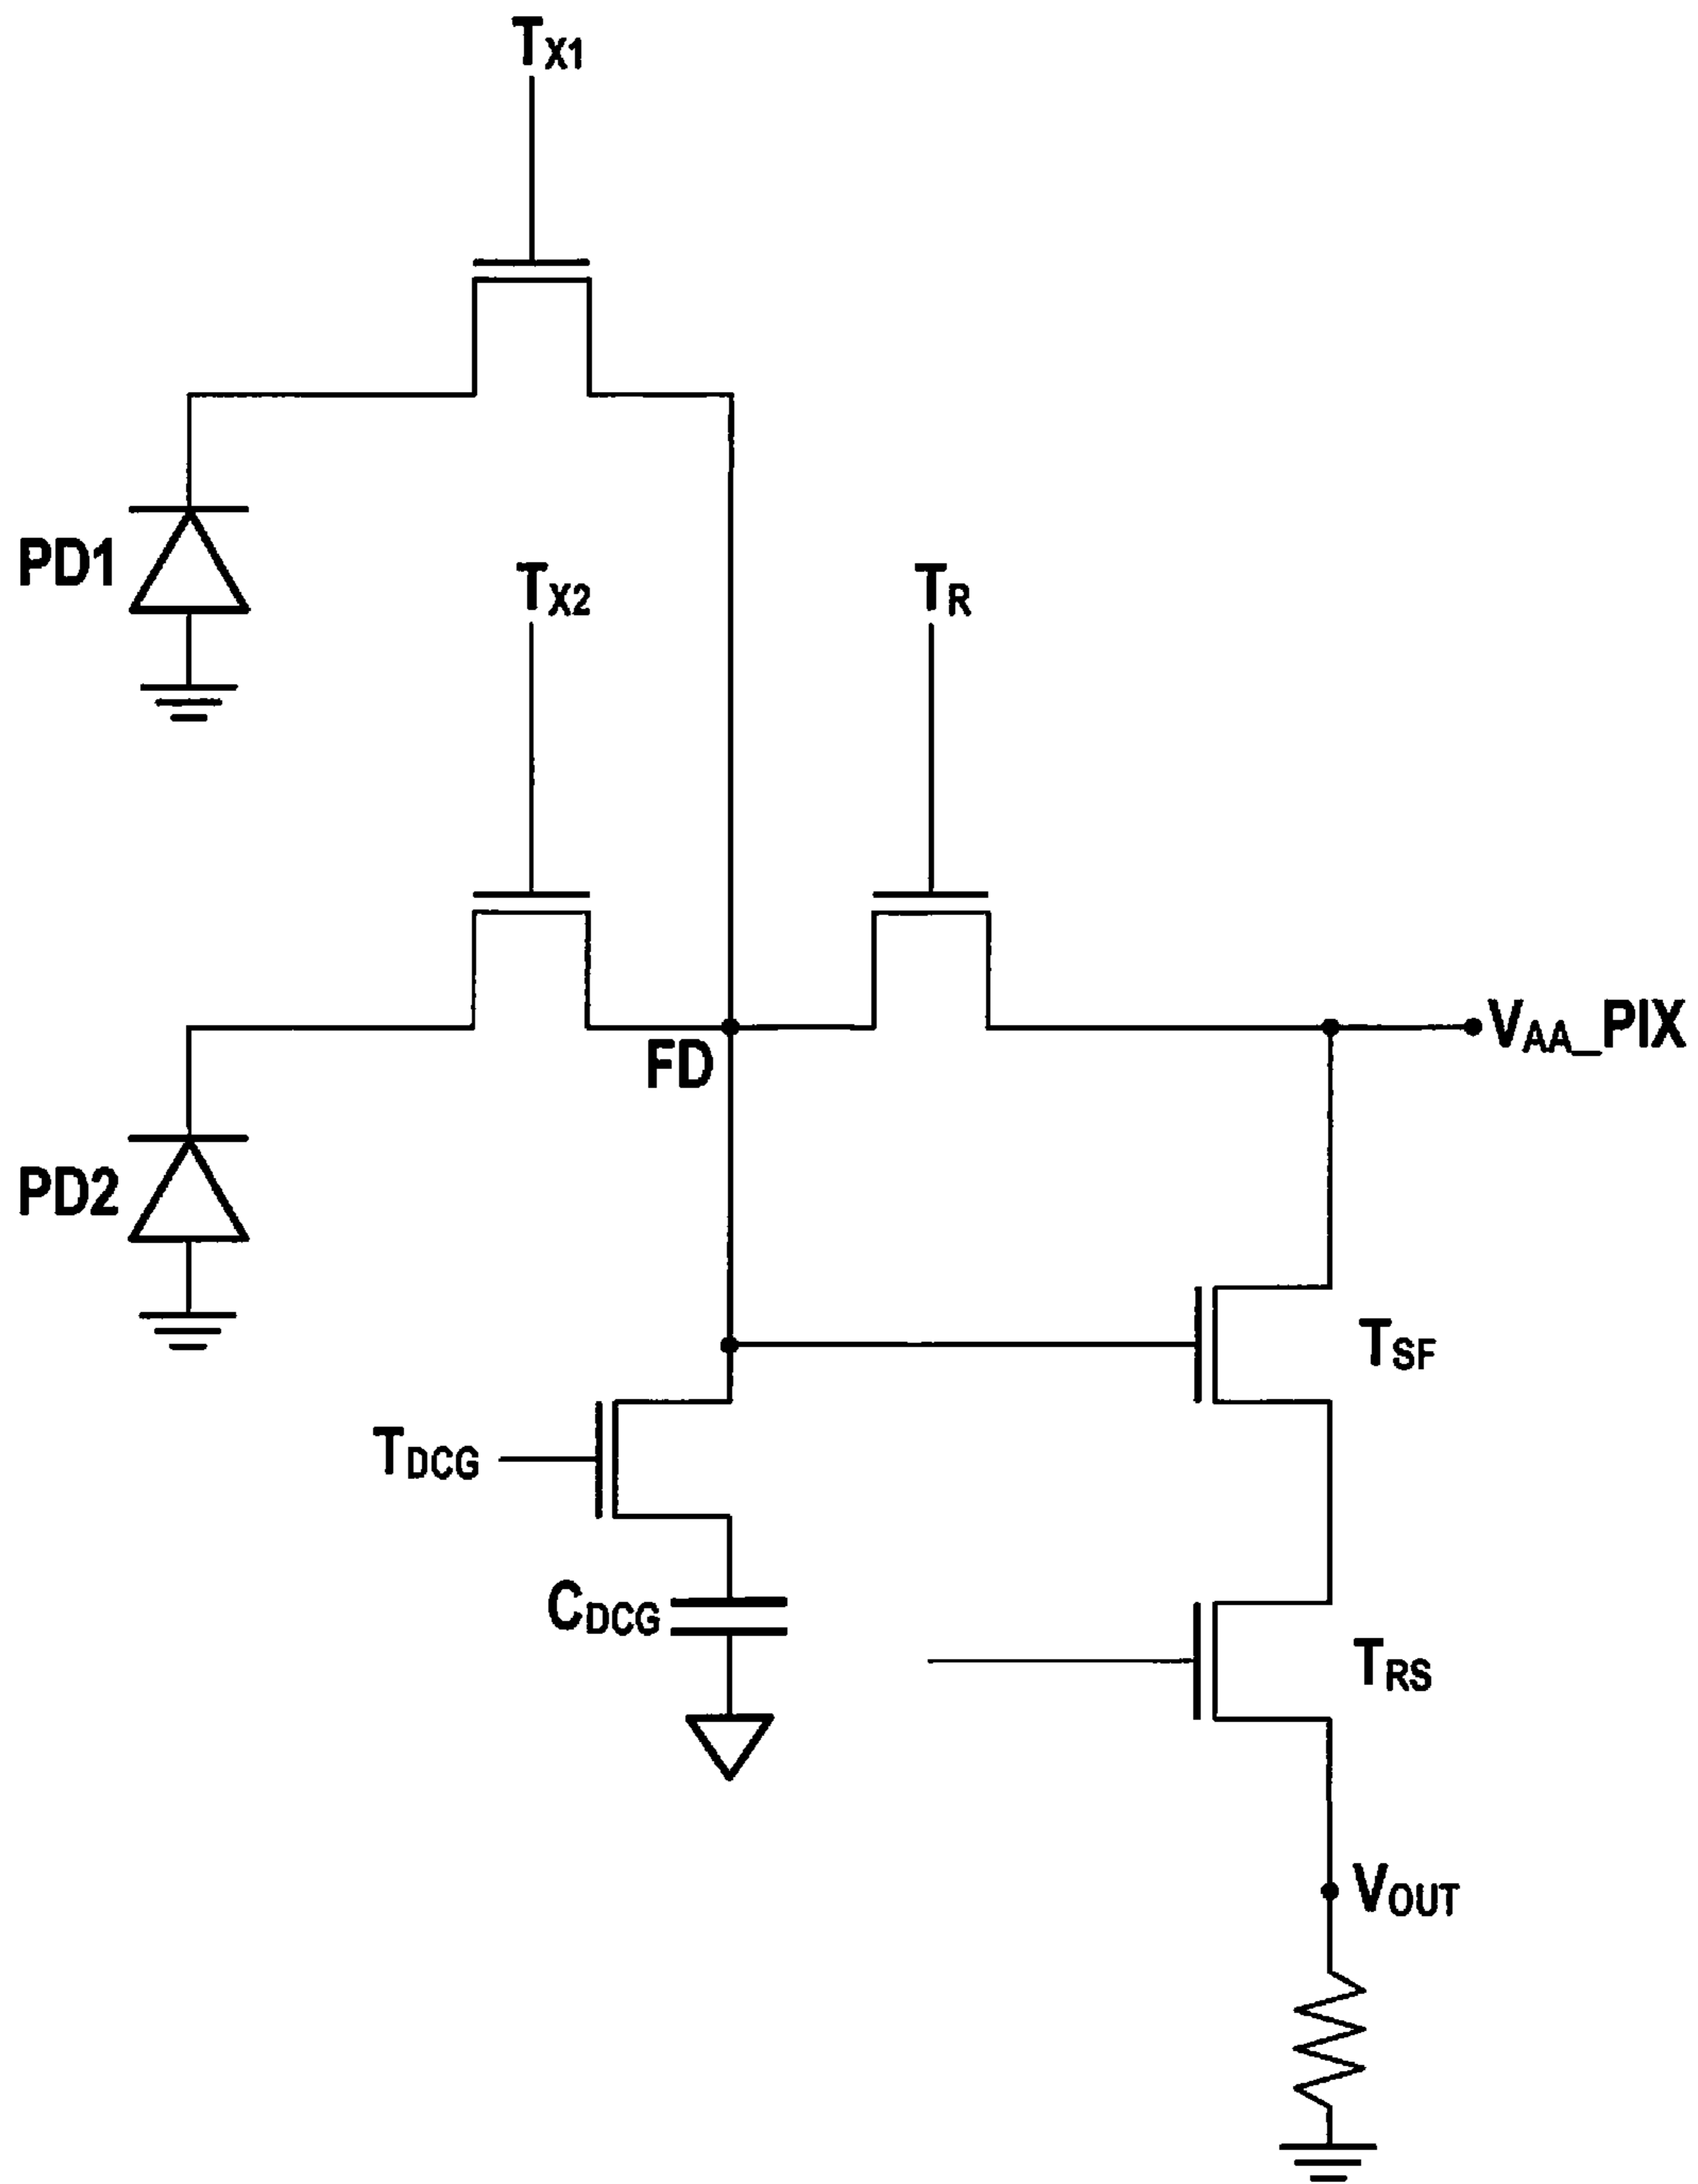 TX1
PD1
TX2
TR
VAA_PIX
FD
PD2
TSF
TDCG
CDCG
TRS
VOUT